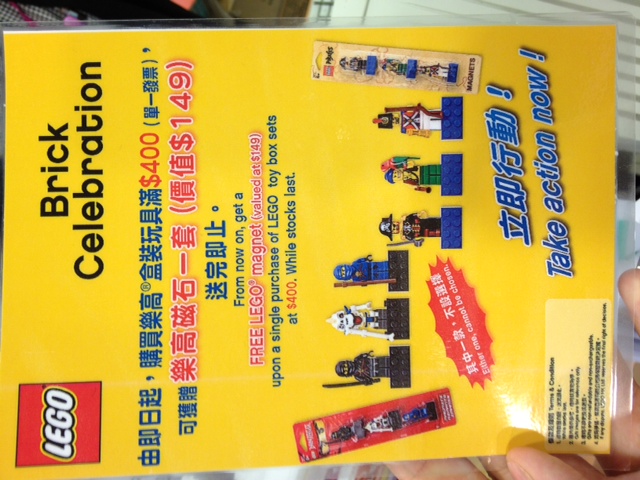 LEGO
Brick
Celebration
由即日起，購買樂高®盒裝玩具滿$400（單一發票），
可獲贈樂高磁石一套（價值$149）
送完即止。
From now on, get a
FREE LEGO® magnet (valued at $149)
upon a single purchase of LEGO toy box sets
at $400. While stocks last.
MAGNETS
其中一款，不設選擇
Either one, cannot be chosen.
立即行動！
Take action now!
Terms & Condition